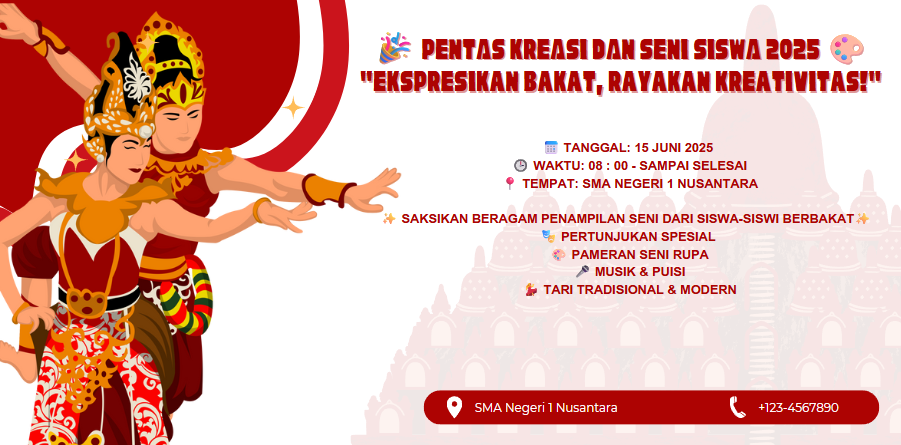 🎉 PENTAS KREASI DAN SENI SISWA 2025 🎨
"EKSPRESIKAN BAKAT, RAYAKAN KREATIVITAS!"
🗓️ TANGGAL: 15 JUNI 2025
🕒 WAKTU: 08 : 00 - SAMPAI SELESAI
📍 TEMPAT: SMA NEGERI 1 NUSANTARA
✨ SAKSIKAN BERAGAM PENAMPILAN SENI DARI SISWA-SISWI BERBAKAT✨
🎭 PERTUNJUKAN SPESIAL
🎨 PAMERAN SENI RUPA
🎤 MUSIK & PUISI
💃 TARI TRADISIONAL & MODERN
SMA Negeri 1 Nusantara
+123-4567890